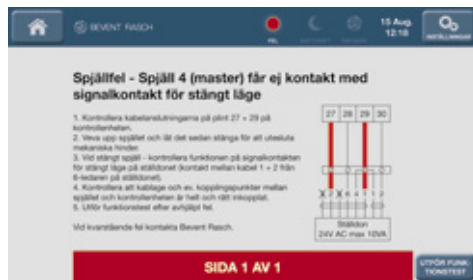 BEVENT RASCH
FEL
15 Aug.
12:18
INSTÄLLNINGAR
Spjällfel - Spjäll 4 (master) får ej kontakt med
signalkontakt för stängt läge
1. Kontrollera kabelanslutningarna på plint 27 + 29 på
kontrollenheten.
2. Veva upp spjället och låt det sedan stänga för att utesluta
mekaniska hinder.
3. Vid stängt spjäll - kontrollera funktionen på signalkontakten
för stängt läge på ställdonet (kontakt mellan kabel 1 + 2 från
6-ledaren på ställdonet).
4. Kontrollera att kablage och ev. kopplingspunkter mellan
spjället och kontrollenheten är helt och rätt inkopplat.
5. Utför funktionstest efter avhjälpt fel.
Vid kvarstående fel kontakta Bevent Rasch.
27 28 29 30
Ställdon
24V AC max 10VA
SIDA 1 AV 1
UTFÖR FUNK-
TIONSTEST